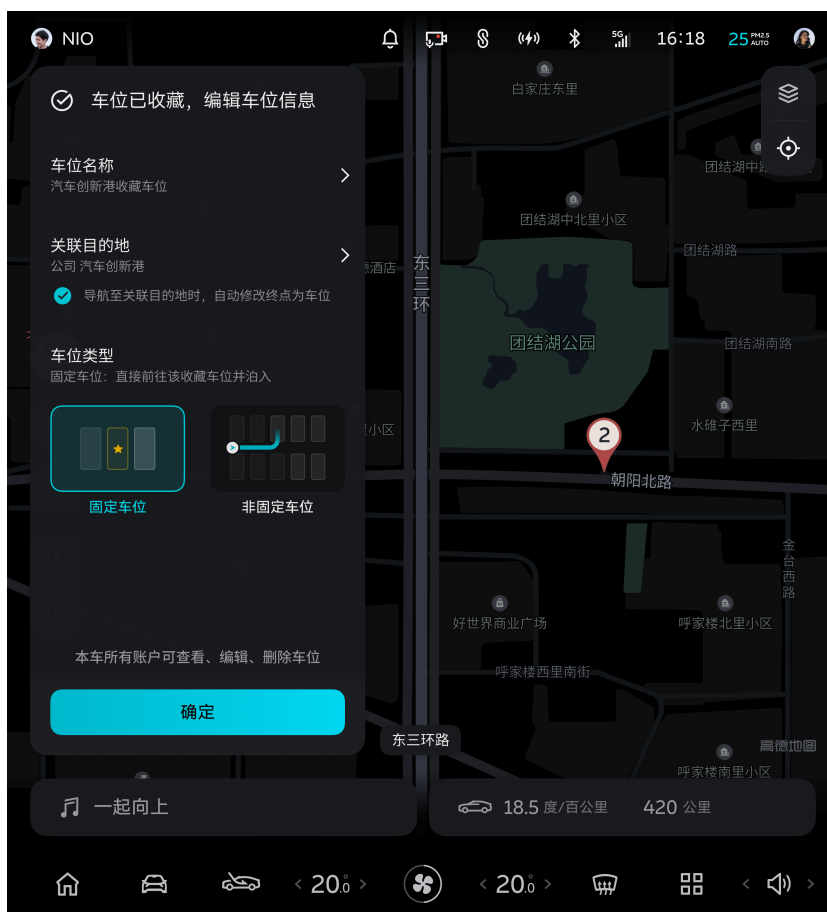 NIO
5G
16:18
25 PM2.5 AUTO
车位已收藏，编辑车位信息
车位名称
汽车创新港收藏车位
关联目的地
公司 汽车创新港
导航至关联目的地时，自动修改终点为车位
车位类型
固定车位：直接前往该收藏车位并泊入
固定车位
非固定车位
本车所有账户可查看、编辑、删除车位
确定
白家庄东里
团结湖中
团结湖中北里小区
团结湖路
酒店
东三环
团结湖公园
团结湖南路
小区
水碓子西里
2
朝阳北路
金台西路
好世界商业广场
呼家楼北里小区
呼家楼西里南街
东三环路
高德地图
呼家楼南里小区
一起向上
18.5 度/百公里
420 公里
20.0
20.0